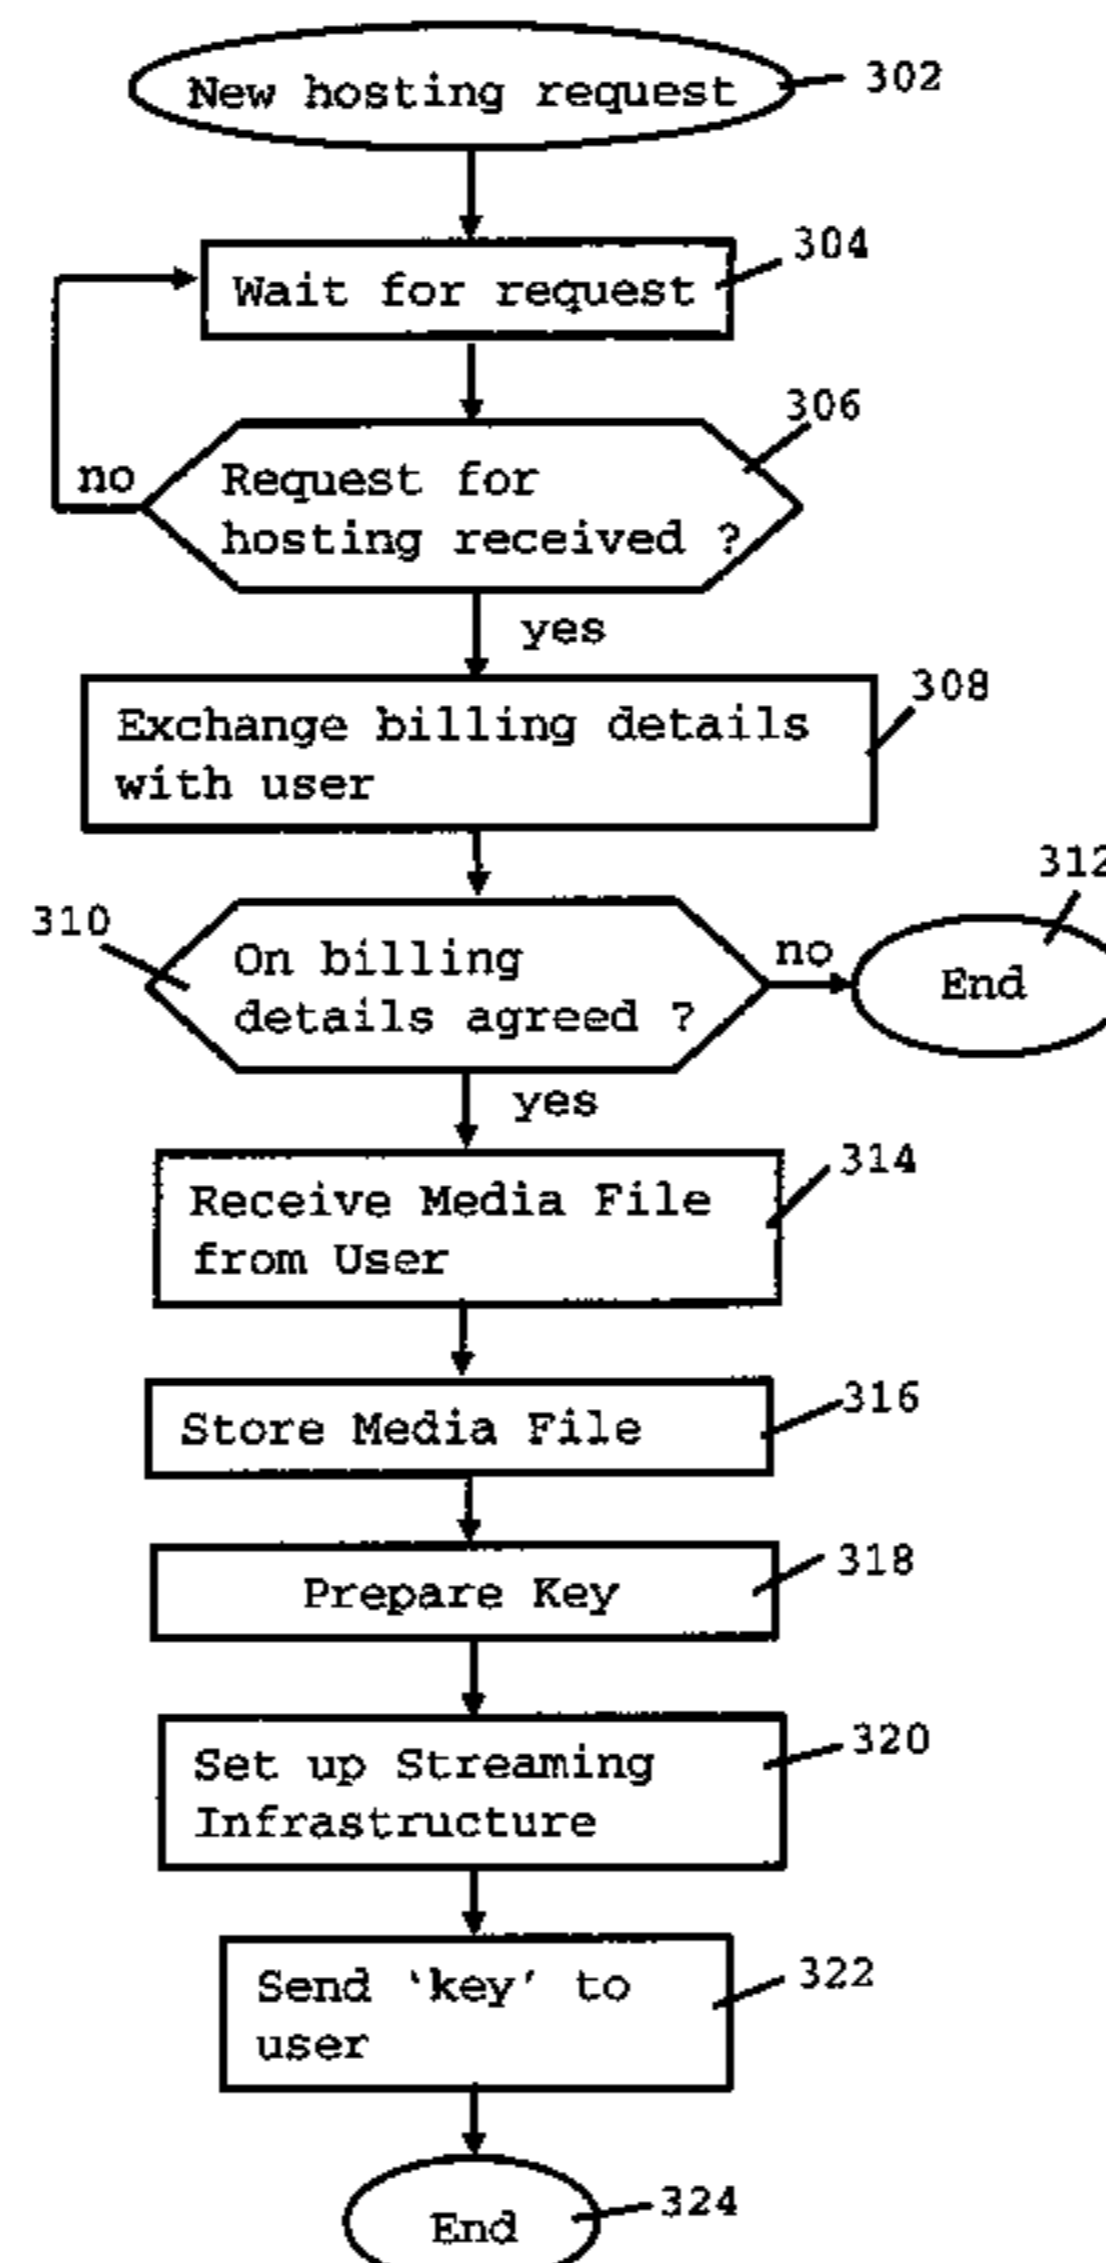 New hosting request
302
304
Wait for request
306
no
Request for
hosting received ?
yes
308
Exchange billing details
with user
312
310
On billing
details agreed ?
no
End
yes
314
Receive Media File
from User
316
Store Media File
318
Prepare Key
320
Set up Streaming
Infrastructure
322
Send ‘key’ to
user
324
End